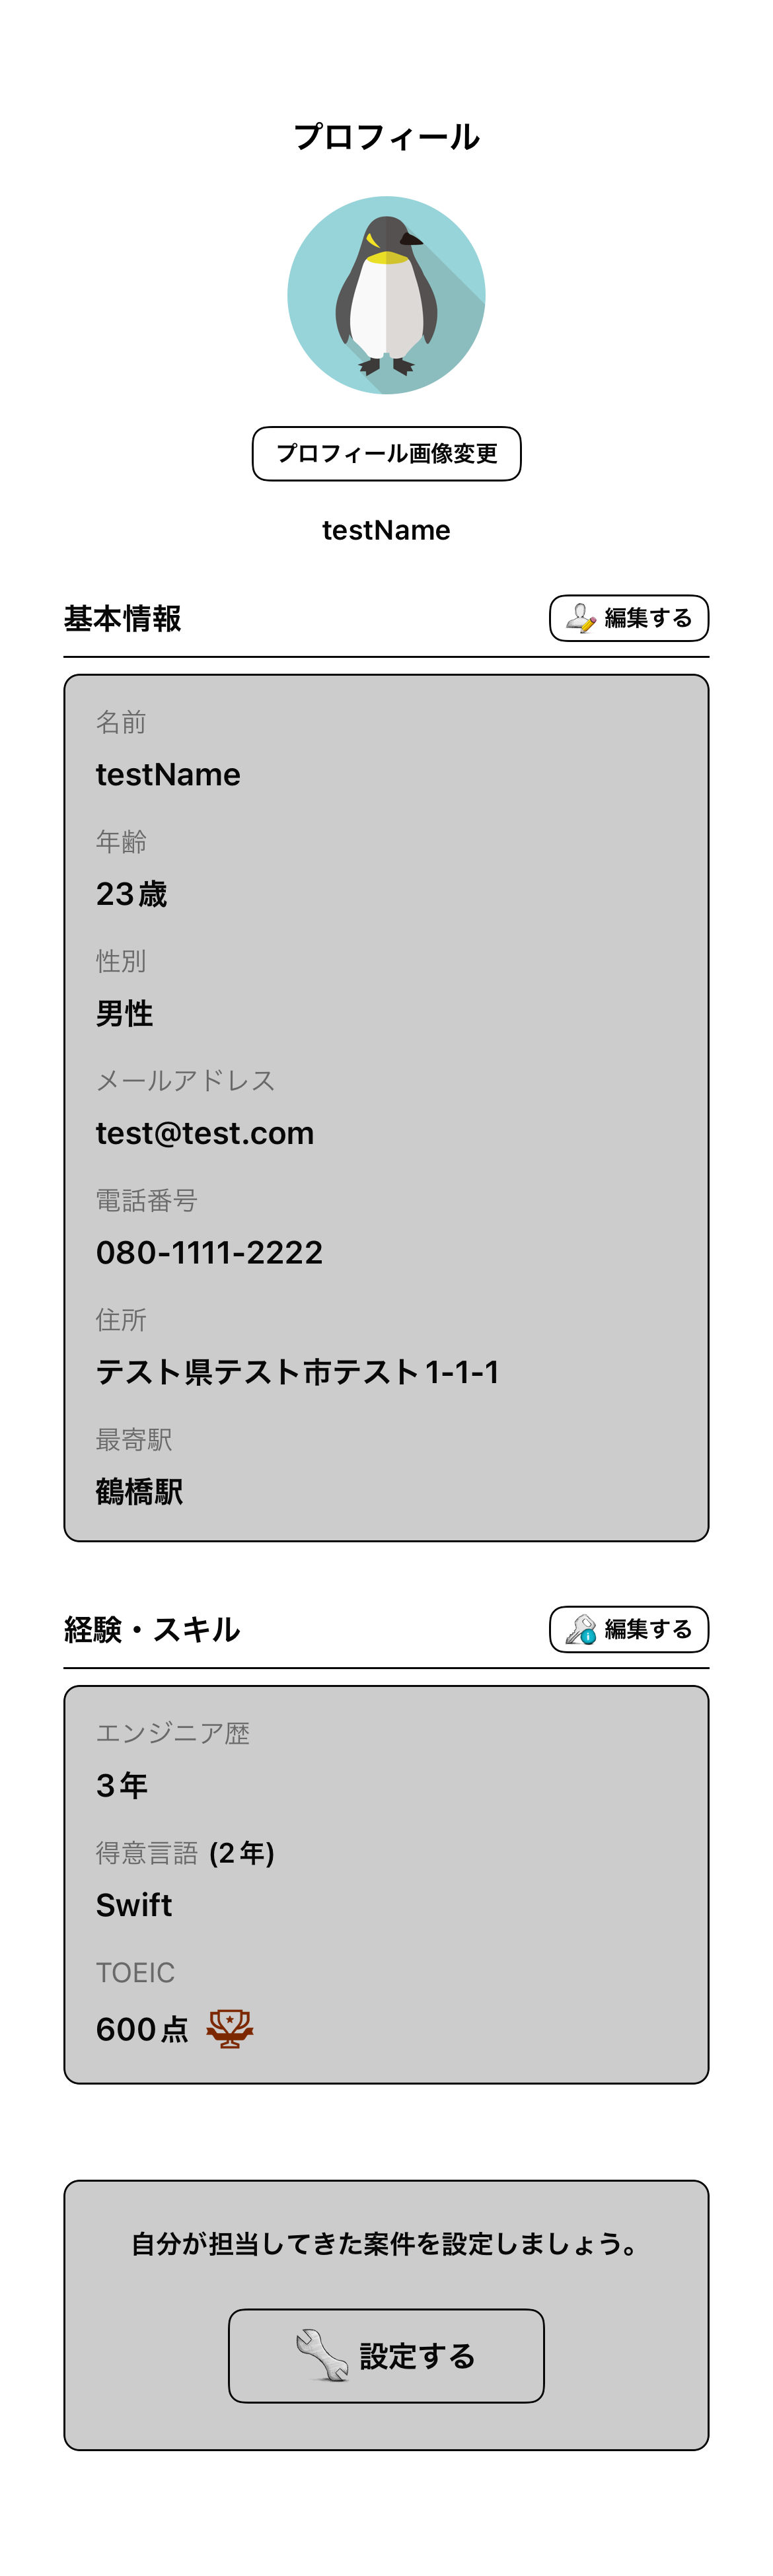 プロフィール
プロフィール画像変更
testName
基本情報
編集する
名前
testName
年齢
23歳
性別
男性
メールアドレス
test@test.com
電話番号
080-1111-2222
住所
テスト県テスト市テスト1-1-1
最寄駅
鶴橋駅
経験・スキル
編集する
エンジニア歴
3年
得意言語 (2年)
Swift
TOEIC
600点
自分が担当してきた案件を設定しましょう。
設定する